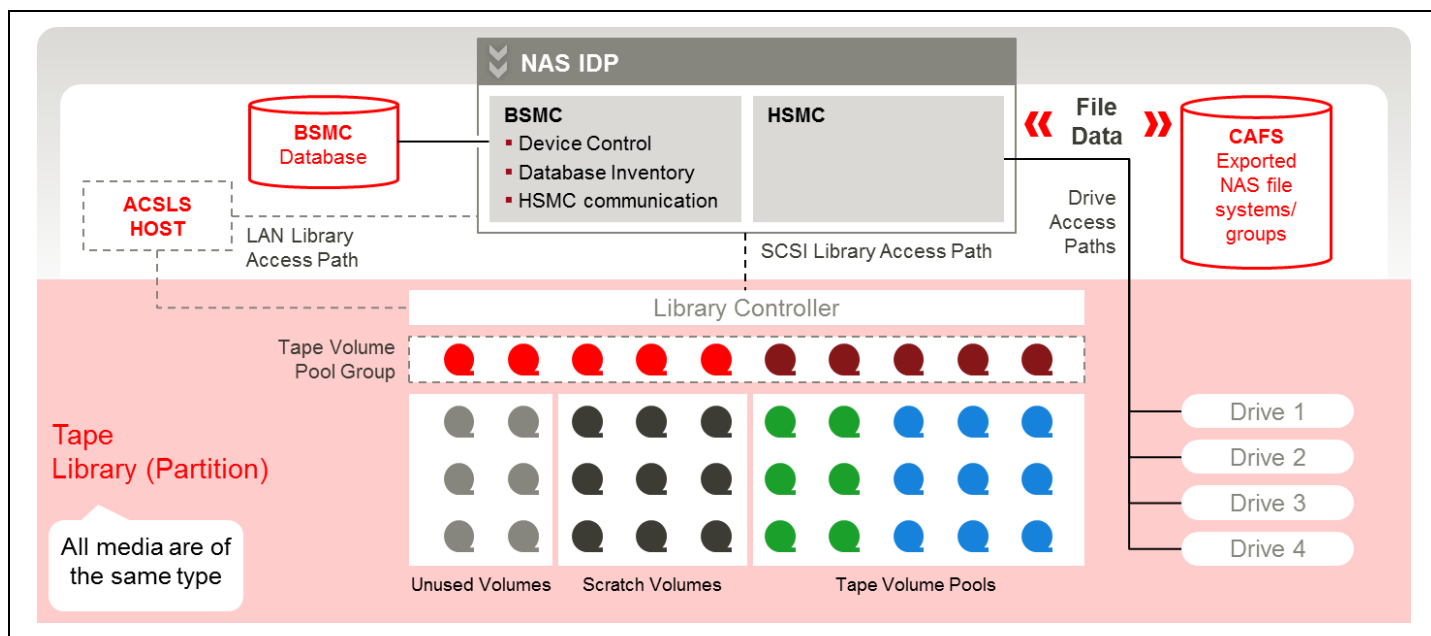 NAS IDP
BSMC
Database
BSMC
Device Control
Database Inventory
HSMC communication
HSMC
File
Data
CAFS
Exported
NAS file
systems/
groups
ACSLS
HOST
LAN Library
Access Path
SCSI Library Access Path
Drive
Access
Paths
Library Controller
Tape Volume
Pool Group
Tape
Library (Partition)
All media are of
the same type
Unused Volumes
Scratch Volumes
Tape Volume Pools
Drive 1
Drive 2
Drive 3
Drive 4